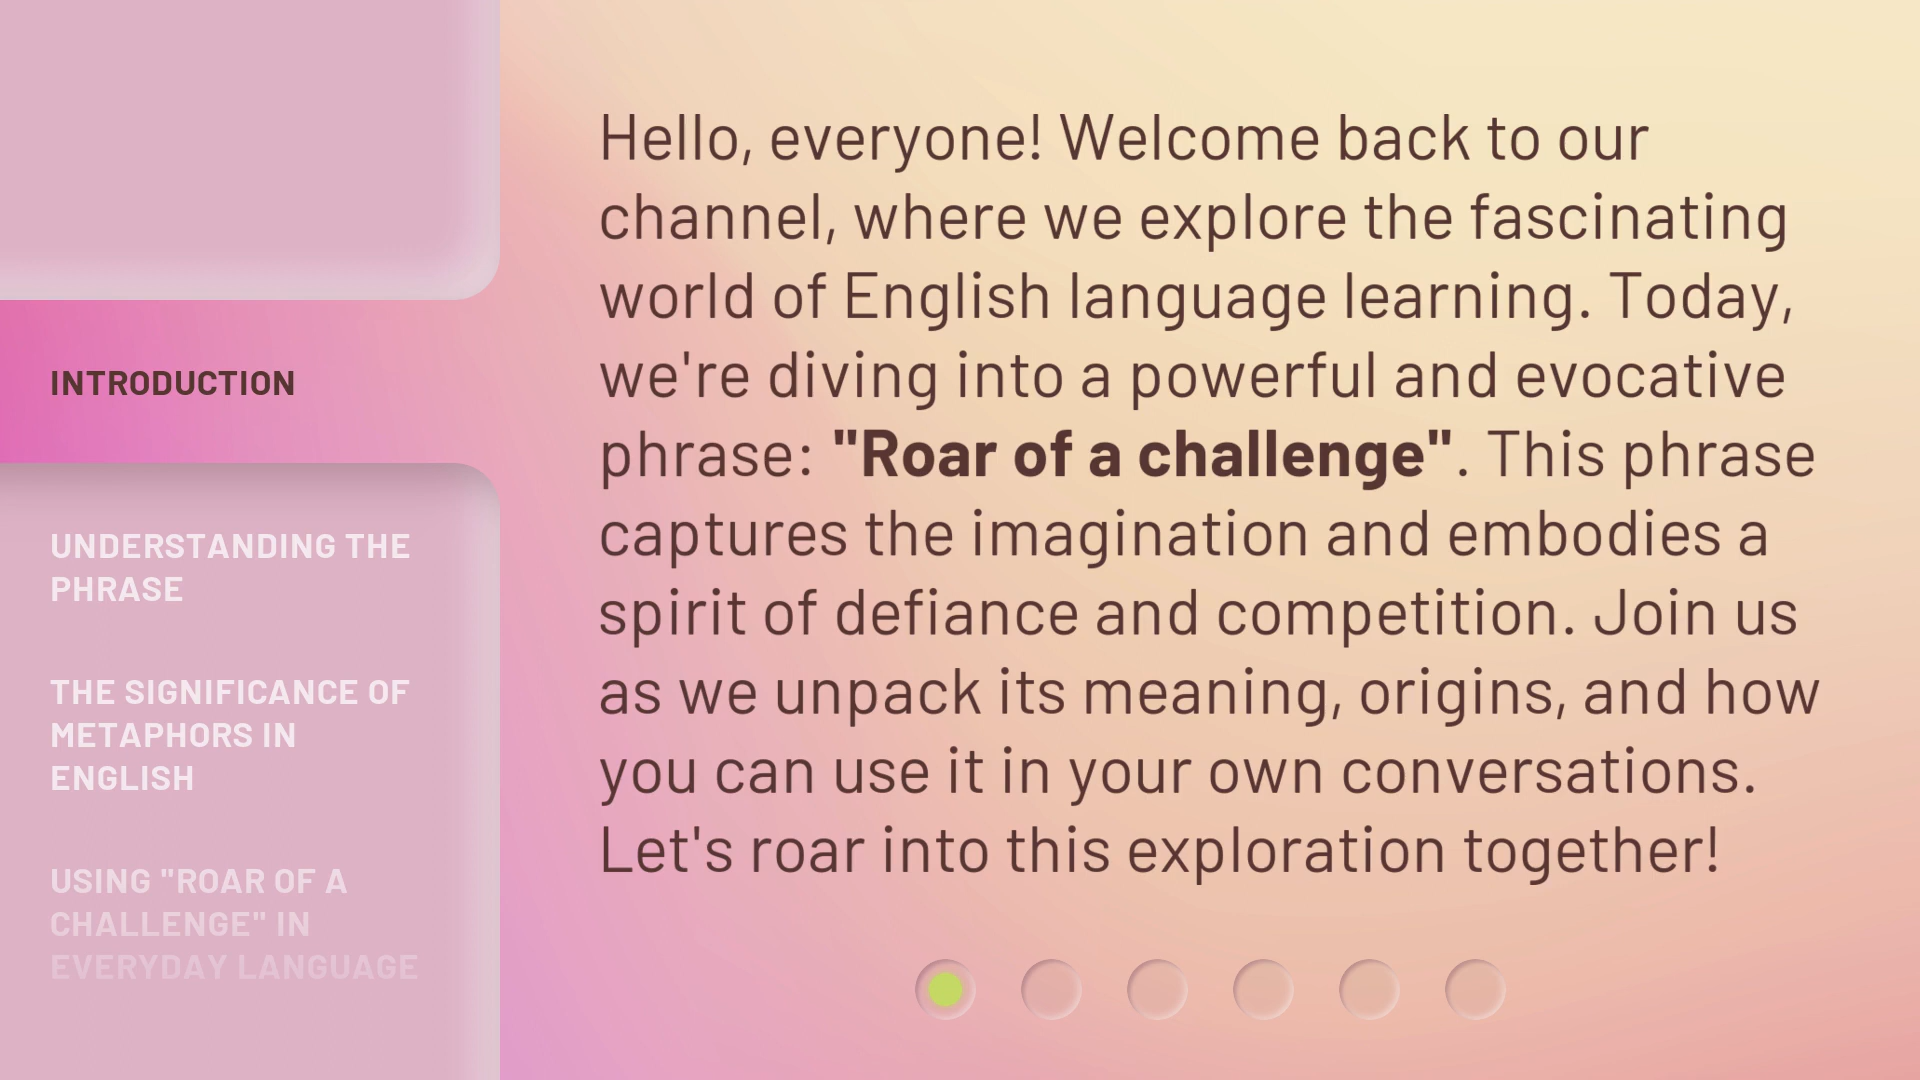 INTRODUCTION
UNDERSTANDING THE
PHRASE
THE SIGNIFICANCE OF
METAPHORS IN
ENGLISH
USING "ROAR OF A
CHALLENGE" IN
EVERYDAY LANGUAGE
Hello, everyone! Welcome back to our
channel, where we explore the fascinating
world of English language learning. Today,
we're diving into a powerful and evocative
phrase: "Roar of a challenge". This phrase
captures the imagination and embodies a
spirit of defiance and competition. Join us
as we unpack its meaning, origins, and how
you can use it in your own conversations.
Let's roar into this exploration together!